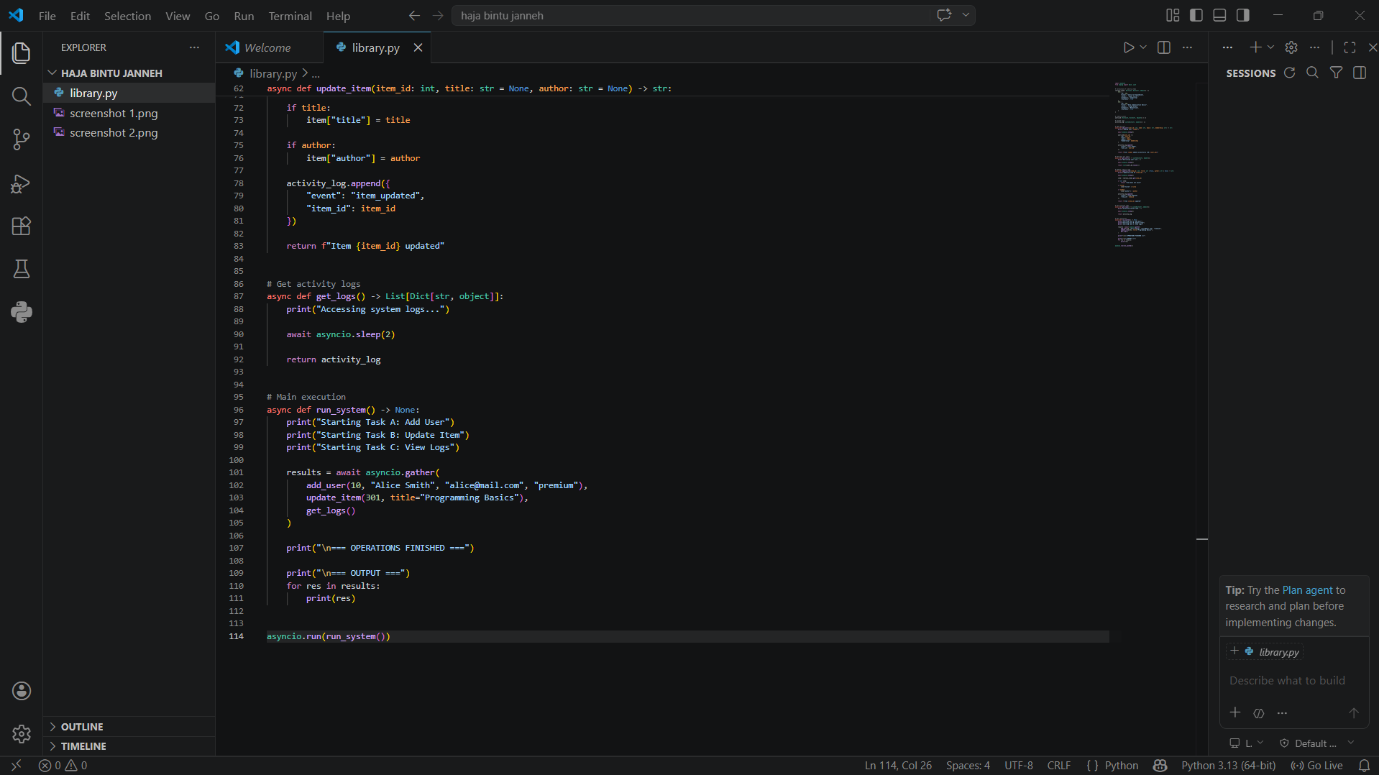 File Edit Selection View Go Run Terminal Help
haja bintu janneh
EXPLORER
HAJA BINTU JANNEH
library.py
screenshot 1.png
screenshot 2.png
OUTLINE
TIMELINE
Welcome
library.py
library.py > ...
62 async def update_item(item_id: int, title: str = None, author: str = None) -> str:
72 if title:
73 item["title"] = title
74
75 if author:
76 item["author"] = author
77
78 activity_log.append({
79 "event": "item_updated",
80 "item_id": item_id
81 })
82
83 return f"Item {item_id} updated"
84
85
86 # Get activity logs
87 async def get_logs() -> List[Dict[str, object]]:
88 print("Accessing system logs...")
89
90 await asyncio.sleep(2)
91
92 return activity_log
93
94
95 # Main execution
96 async def run_system() -> None:
97 print("Starting Task A: Add User")
98 print("Starting Task B: Update Item")
99 print("Starting Task C: View Logs")
100
101 results = await asyncio.gather(
102 add_user(10, "Alice Smith", "alice@mail.com", "premium"),
103 update_item(301, title="Programming Basics"),
104 get_logs()
105 )
106
107 print("\n=== OPERATIONS FINISHED ===")
108
109 print("\n=== OUTPUT ===")
110 for res in results:
111 print(res)
112
113
114 asyncio.run(run_system())
SESSIONS
Tip: Try the Plan agent to
research and plan before
implementing changes.
library.py
Describe what to build
L.
Default ...
0 0
Ln 114, Col 26 Spaces: 4 UTF-8 CRLF { } Python Python 3.13 (64-bit) Go Live